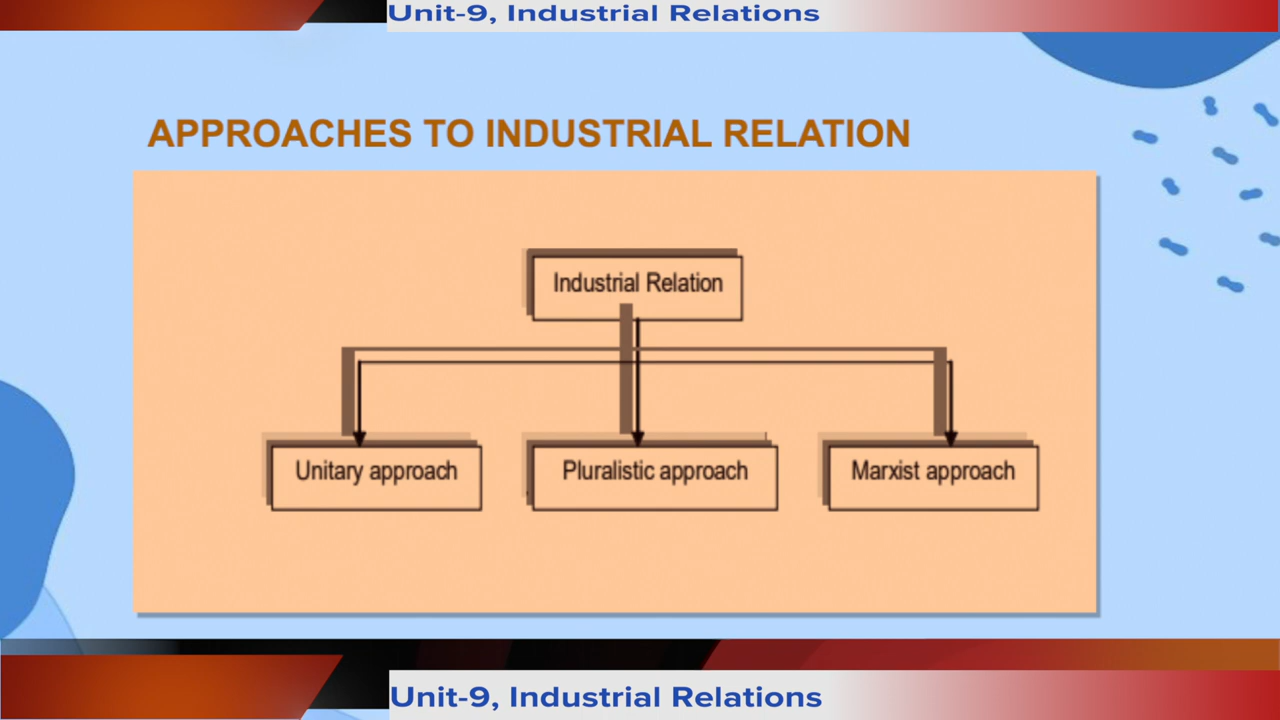 Unit-9, Industrial Relations
APPROACHES TO INDUSTRIAL RELATION
Industrial Relation
Unitary approach
Pluralistic approach
Marxist approach
Unit-9, Industrial Relations